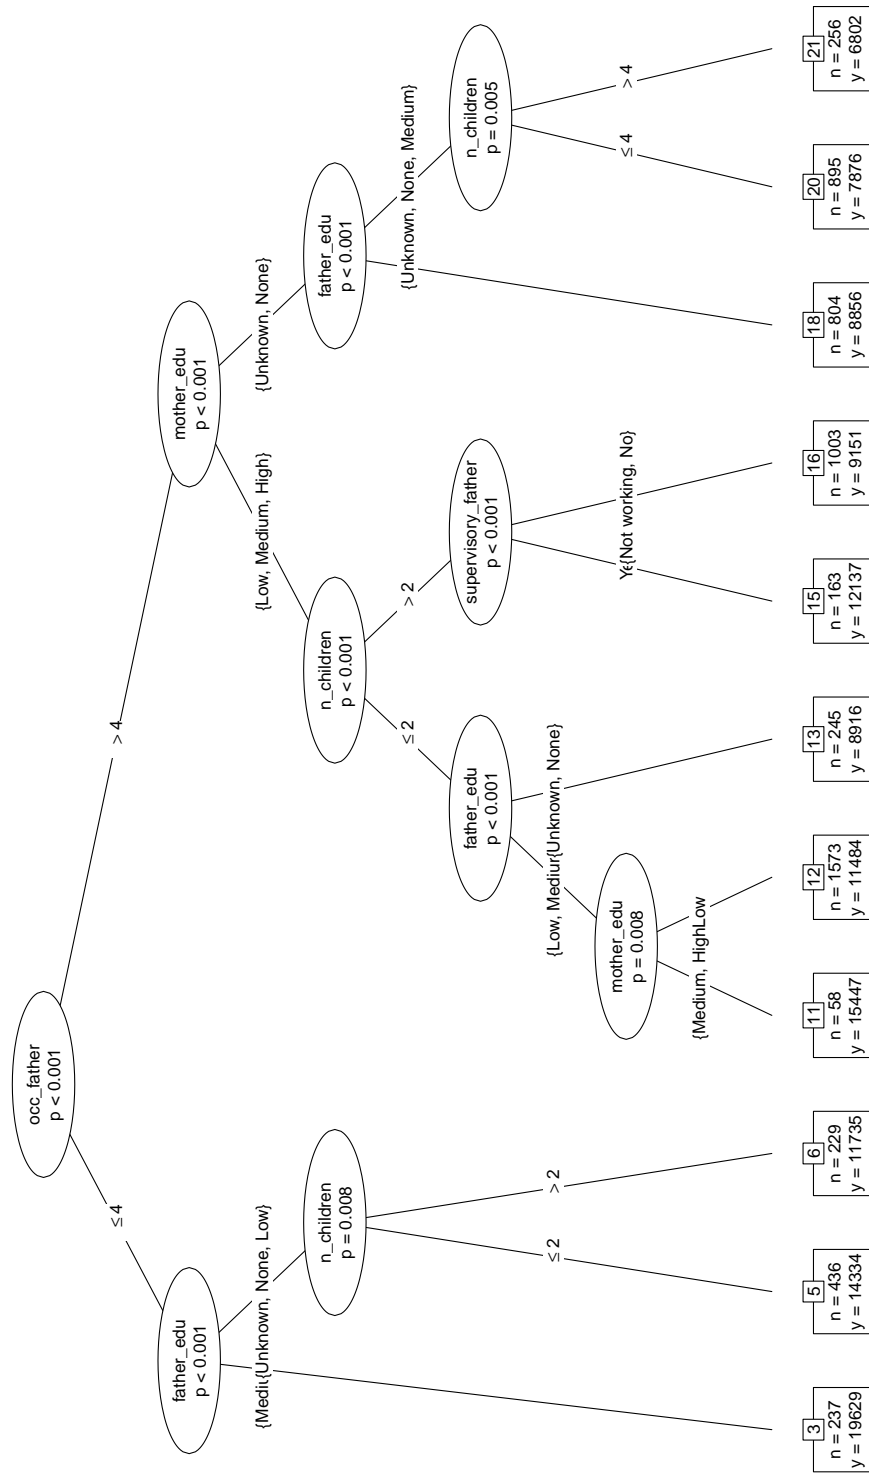 occ_father
p < 0.001
≤ 4
> 4
father_edu
p < 0.001
{Unknown, None, Low}
3
n = 237
y = 19629
n_children
p = 0.008
≤ 2
> 2
5
n = 436
y = 14334
6
n = 229
y = 11735
mother_edu
p < 0.001
{Low, Medium, High}
{Unknown, None}
n_children
p < 0.001
≤ 2
> 2
father_edu
p < 0.001
{Unknown, None}
mother_edu
p = 0.008
{Medium, High
Low
11
n = 58
y = 15447
12
n = 1573
y = 11484
13
n = 245
y = 8916
supervisory_father
p < 0.001
{Not working, No}
15
n = 163
y = 12137
16
n = 1003
y = 9151
father_edu
p < 0.001
{Unknown, None, Medium}
18
n = 804
y = 8856
n_children
p = 0.005
≤ 4
> 4
20
n = 895
y = 7876
21
n = 256
y = 6802